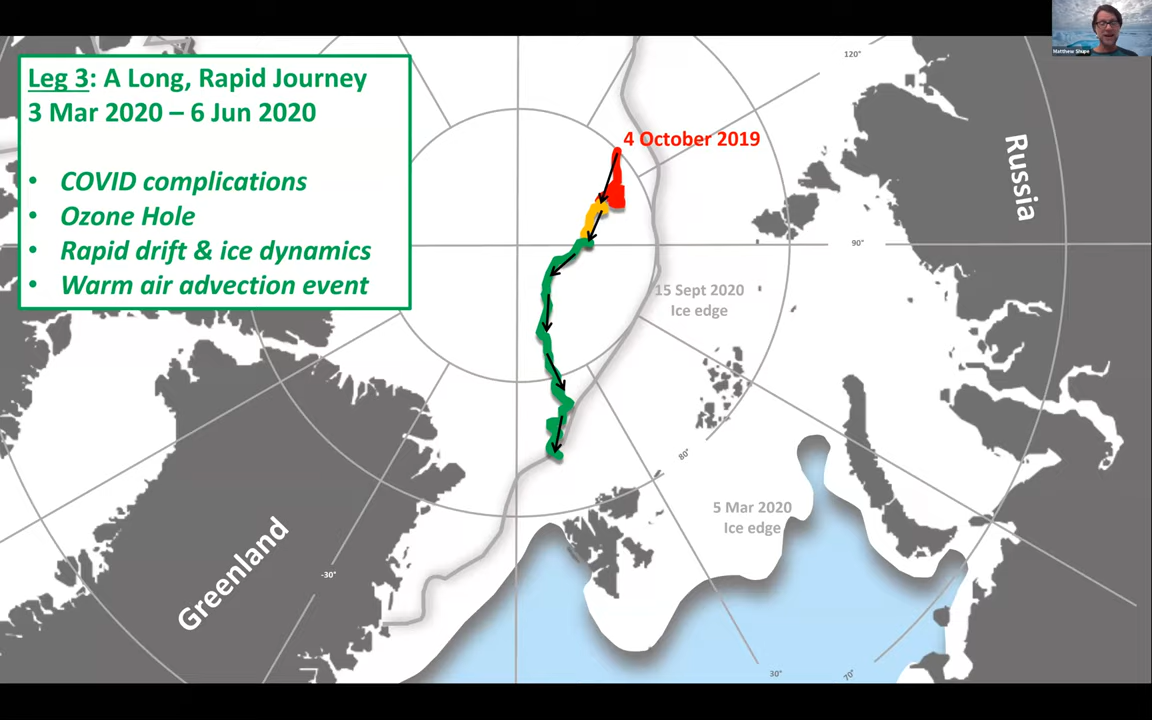 Matthew Shupe
Leg 3: A Long, Rapid Journey
3 Mar 2020 – 6 Jun 2020
• COVID complications
• Ozone Hole
• Rapid drift & ice dynamics
• Warm air advection event
120°
4 October 2019
Russia
90°
15 Sept 2020
Ice edge
80°
5 Mar 2020
Ice edge
Greenland
-30°
30°
70°